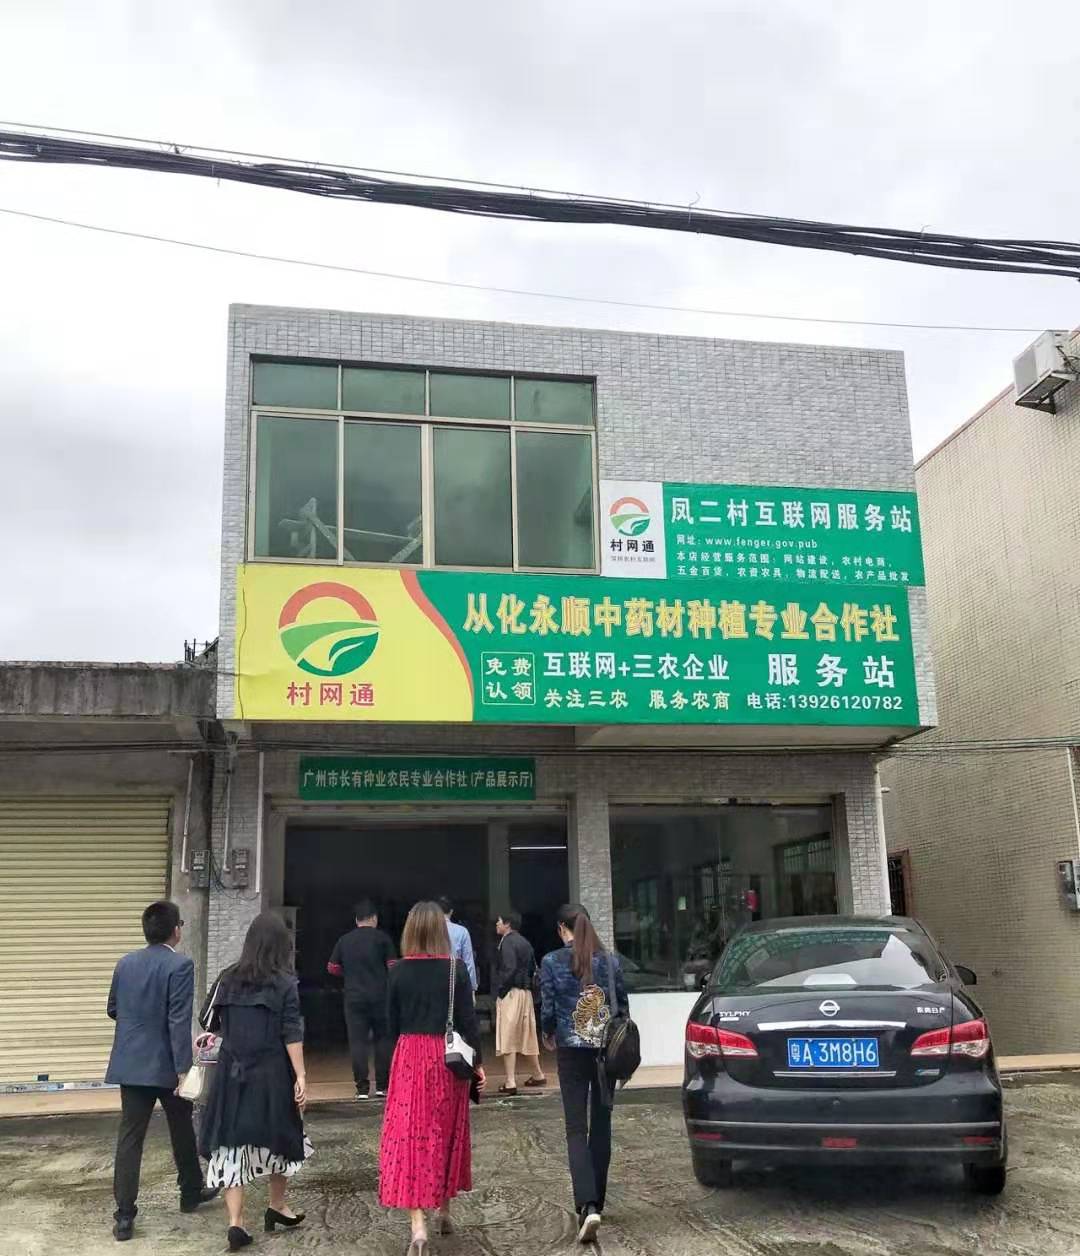 凤二村互联网服务站
网址：www.fenger.gov.pub
本店经营服务范围：网站建设，农村电商，
五金百货，农资农具，物流配送，农产品批发
村网通
从化永顺中药材种植专业合作社
免费
认领
互联网+三农企业 服务站
关注三农 服务农商 电话:13926120782
村网通
广州市长有种业农民专业合作社(产品展示厅)
SYLPHY
东风日产
粤A·3M8H6